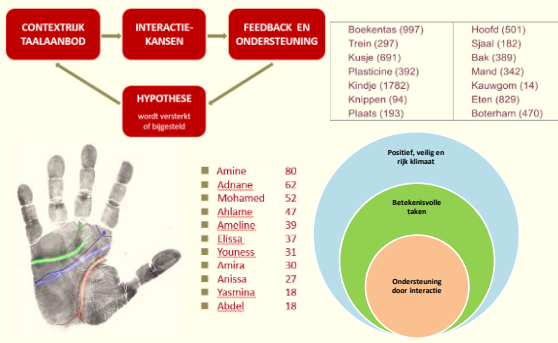 CONTEXTRIJK
TAALAANBOD
INTERACTIE-
KANSEN
FEEDBACK EN
ONDERSTEUNING
HYPOTHESE
wordt versterkt
of bijgesteld
Boekentas (997)
Trein (297)
Kusje (691)
Plasticine (392)
Kindje (1782)
Knippen (94)
Plaats (193)
Hoofd (501)
Sjaal (182)
Bak (389)
Mand (342)
Kauwgom (14)
Eten (829)
Boterham (470)
Amine 80
Adnane 62
Mohamed 52
Ahlame 47
Ameline 39
Elissa 37
Youness 31
Amira 30
Anissa 27
Yasmina 18
Abdel 18
Positief, veilig en
rijk klimaat
Betekenisvolle
taken
Ondersteuning
door interactie